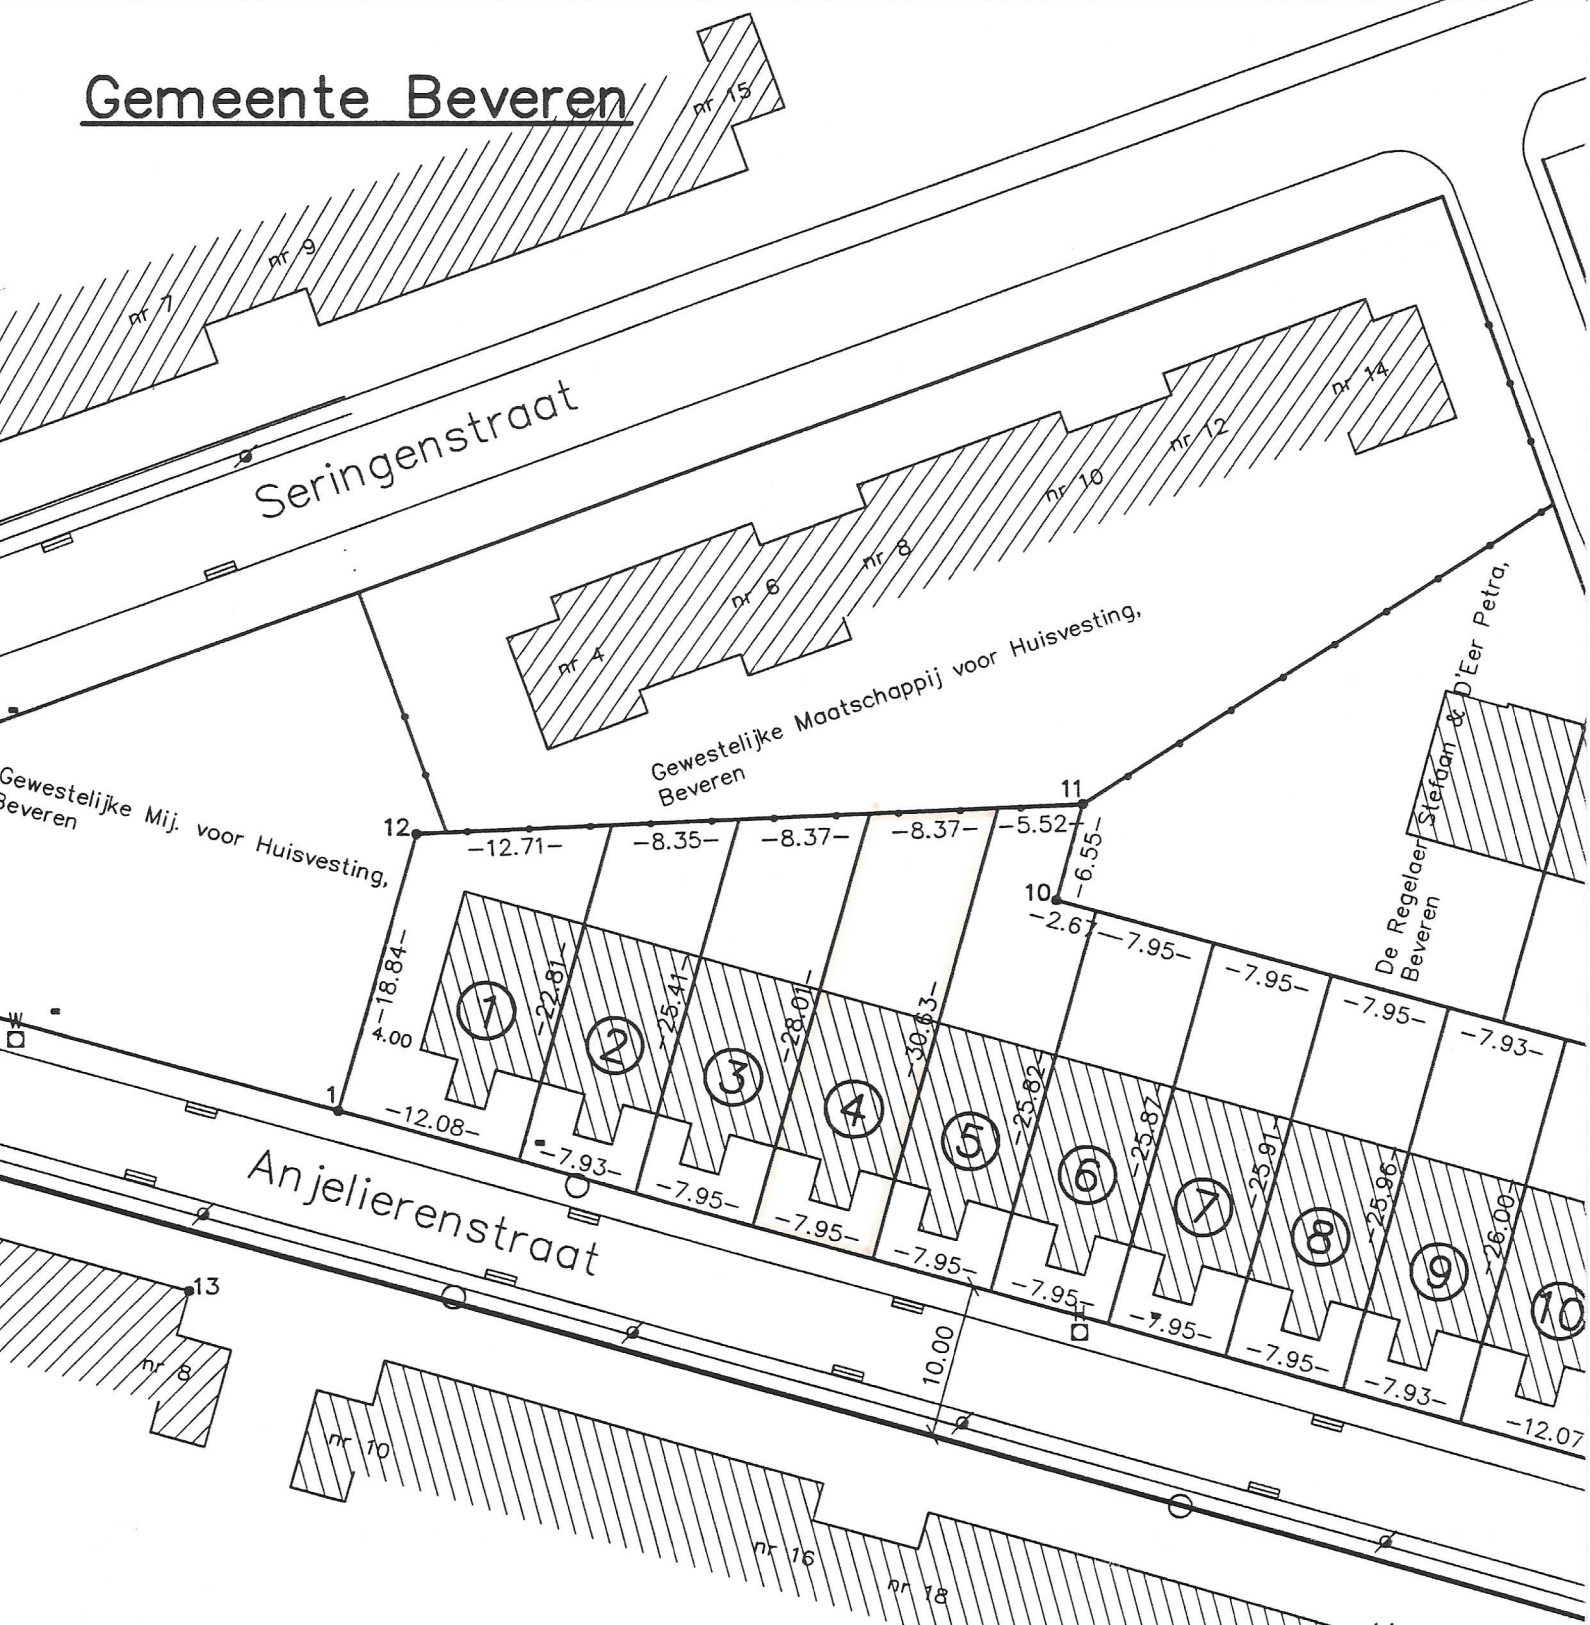 Gemeente Beveren
nr 15
nr 9
nr 7
Seringenstraat
nr 14
nr 12
nr 10
nr 8
nr 6
nr 4
Gewestelijke Maatschappij voor Huisvesting,
Beveren
Gewestelijke Mij. voor Huisvesting,
Beveren
De Regelaer Stefaan & D'Eer Petra,
Beveren
12
11
10
-12.71-
-8.35-
-8.37-
-8.37-
-5.52-
-6.55-
-2.67-
-7.95-
-7.95-
-7.95-
-7.93-
-18.84-
4.00
-22.81-
-25.41-
-28.01-
-30.63-
-25.82-
-25.87-
-25.91-
-25.96-
-26.00-
1
2
3
4
5
6
7
8
9
10
W
1
-12.08-
-7.93-
-7.95-
-7.95-
-7.95-
-7.95-
-7.95-
-7.95-
-7.93-
-12.07
H
10.00
Anjelierenstraat
13
nr 8
nr 10
nr 16
nr 18